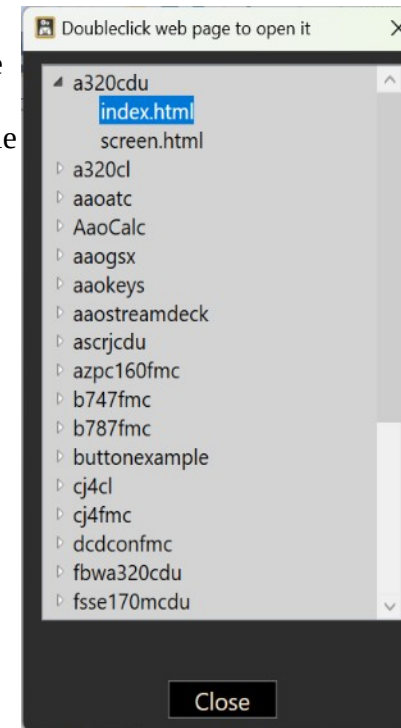 Doubleclick web page to open it
a320cdu
index.html
screen.html
a320cl
aaoatc
AaoCalc
aaogsx
aaokeys
aaostreamdeck
ascrjcdu
azpc160fmc
b747fmc
b787fmc
buttonexample
cj4cl
cj4fmc
dcdconfmc
fbwa320cdu
fsse170mcdu
Close